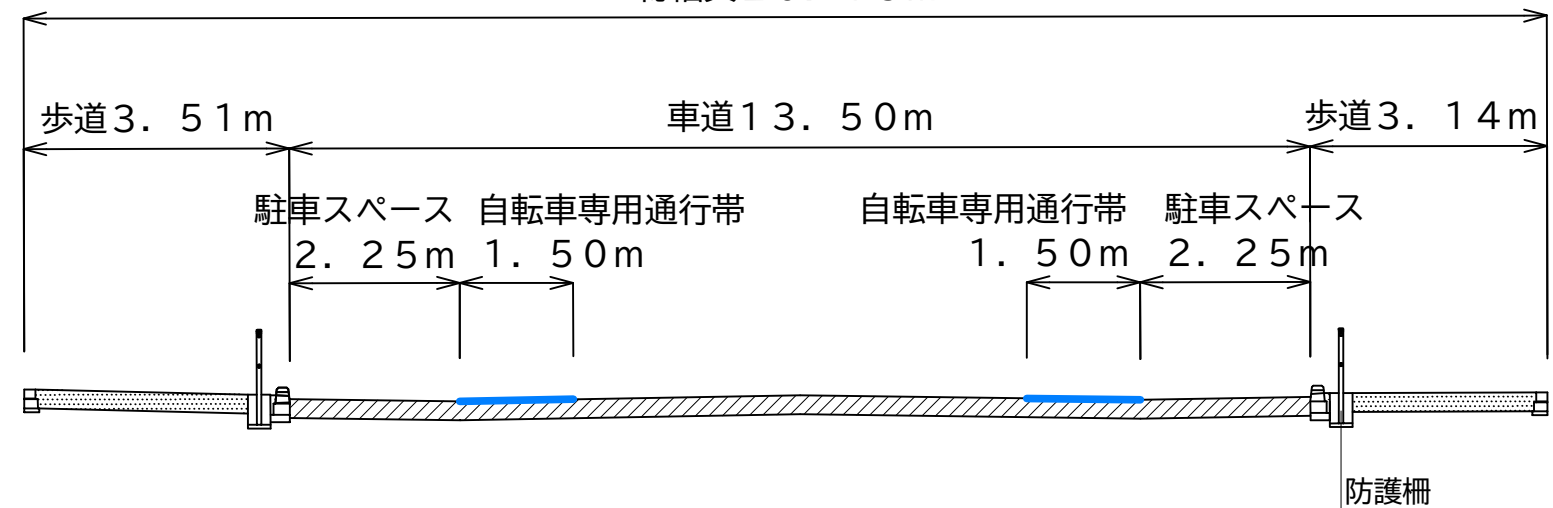 歩道3．51m
車道13．50m
歩道3．14m
駐車スペース
2．25m
自転車専用通行帯
1．50m
自転車専用通行帯
1．50m
駐車スペース
2．25m
防護柵